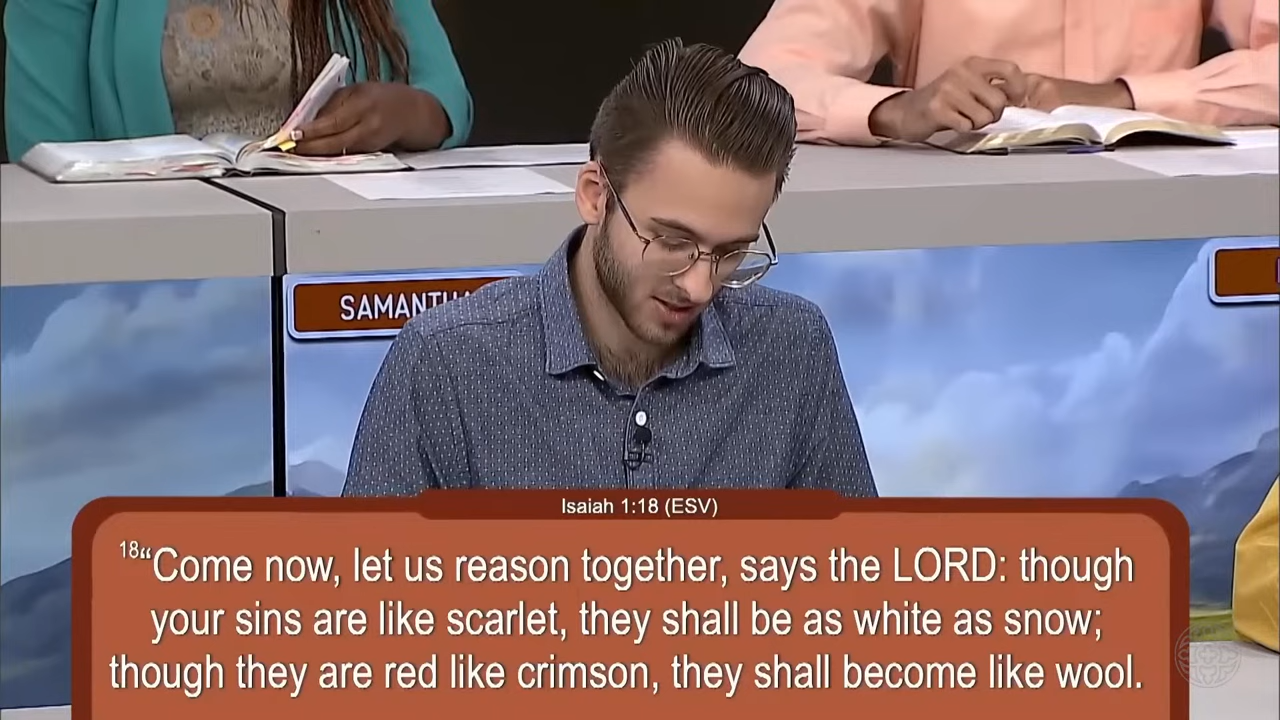 SAMANTHA
Isaiah 1:18 (ESV)
18“Come now, let us reason together, says the LORD: though
your sins are like scarlet, they shall be as white as snow;
though they are red like crimson, they shall become like wool.